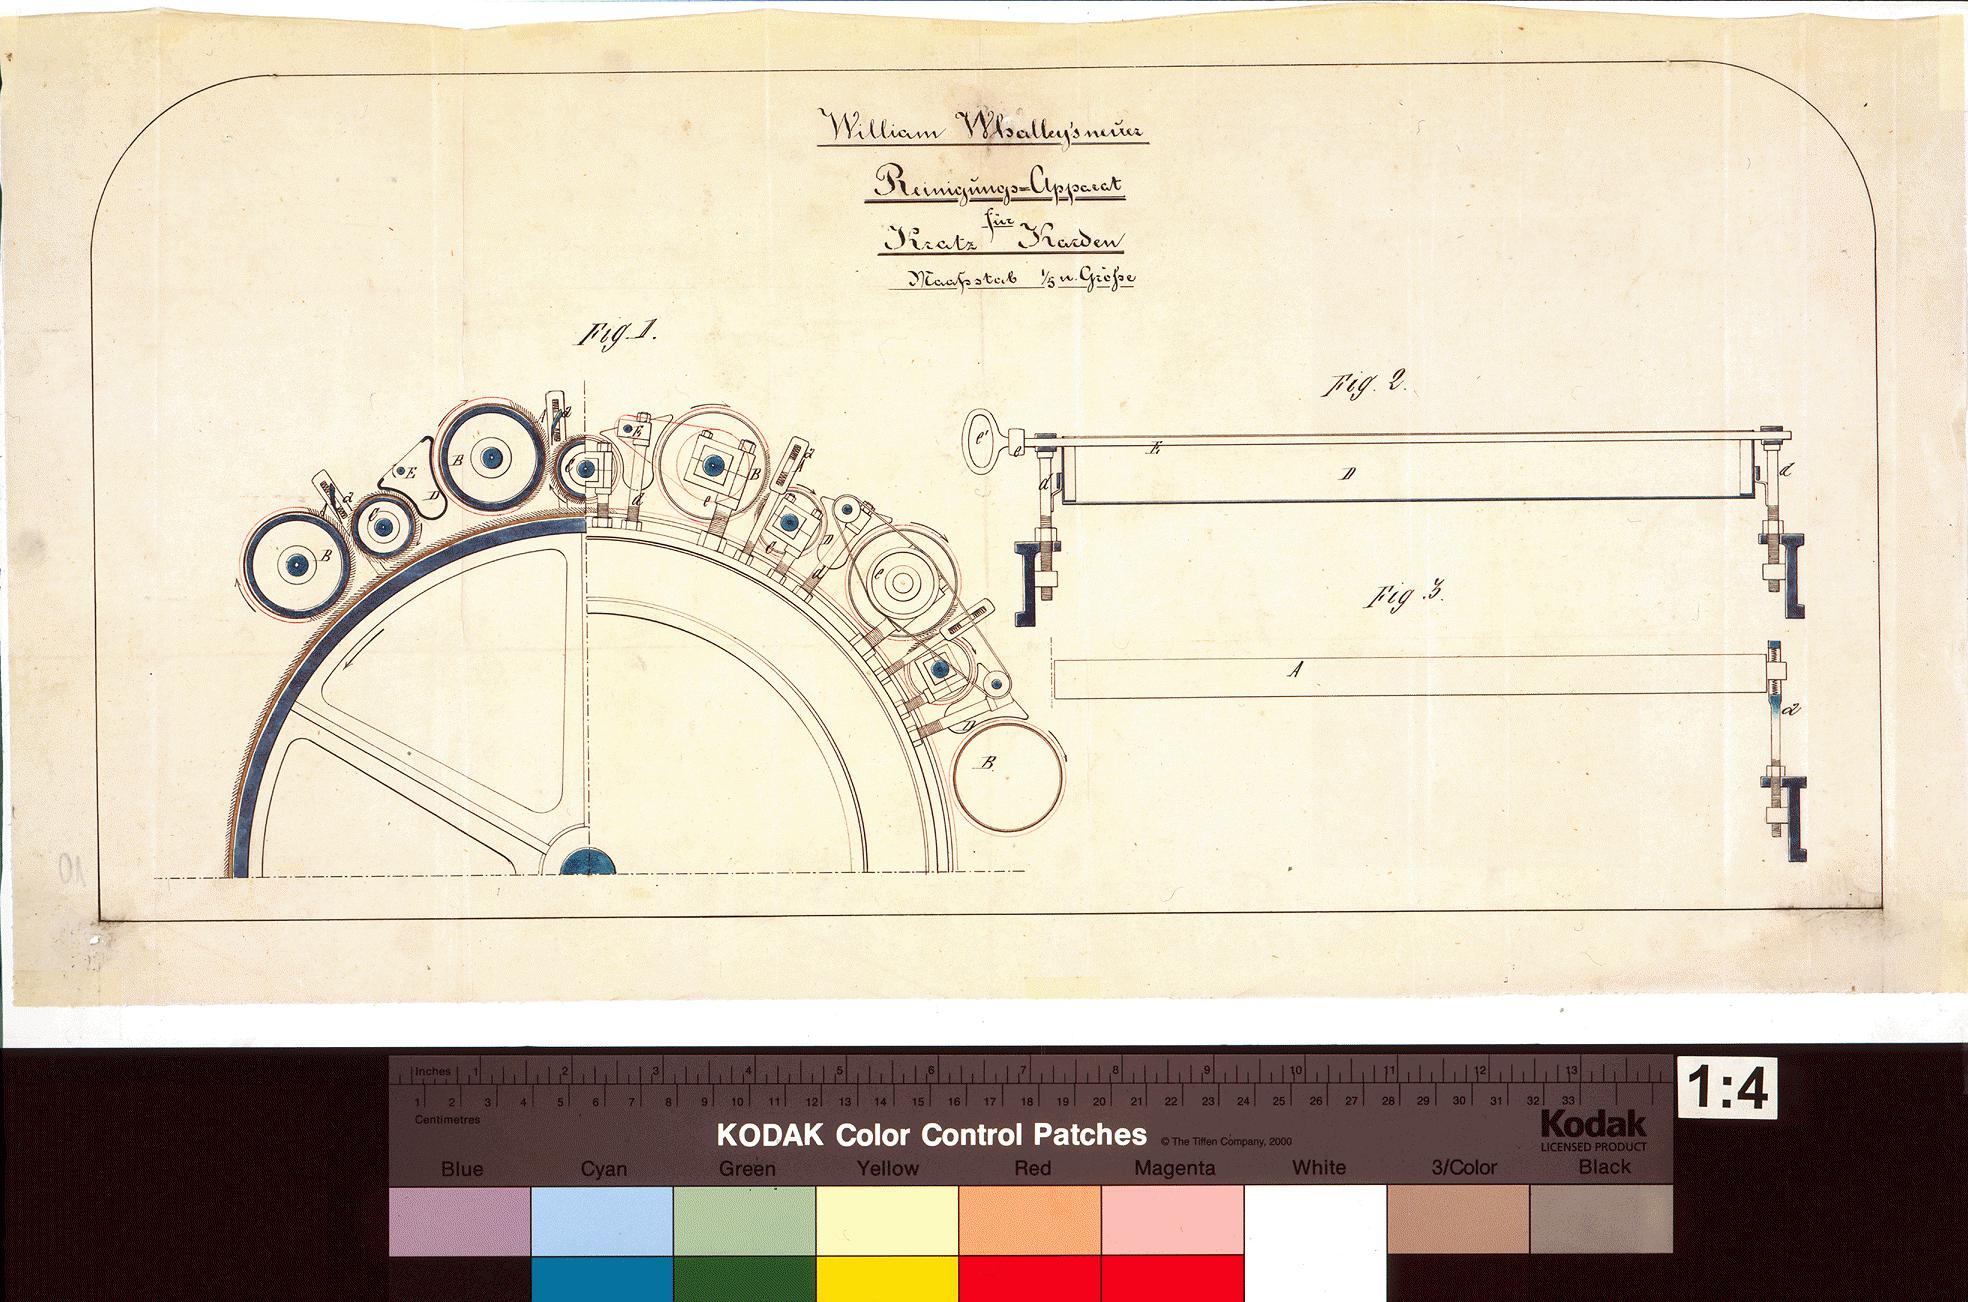 William Whalley's neuer
Reinigungs=Apparat
für
Kratz Karden
Maaßstab 1/5 n. Größe
Fig. 1.
Fig. 2.
Fig. 3.
A
a
B
B
E
D
C
A
a
B
C
E
d
e
B
A
a
C
D
d
e
D
B
e'
e
E
D
d
d
A
a
10
Inches 1 2 3 4 5 6 7 8 9 10 11 12 13
1 2 3 4 5 6 7 8 9 10 11 12 13 14 15 16 17 18 19 20 21 22 23 24 25 26 27 28 29 30 31 32 33
Centimetres
KODAK Color Control Patches © The Tiffen Company, 2000
Kodak
LICENSED PRODUCT
Blue Cyan Green Yellow Red Magenta White 3/Color Black
1:4